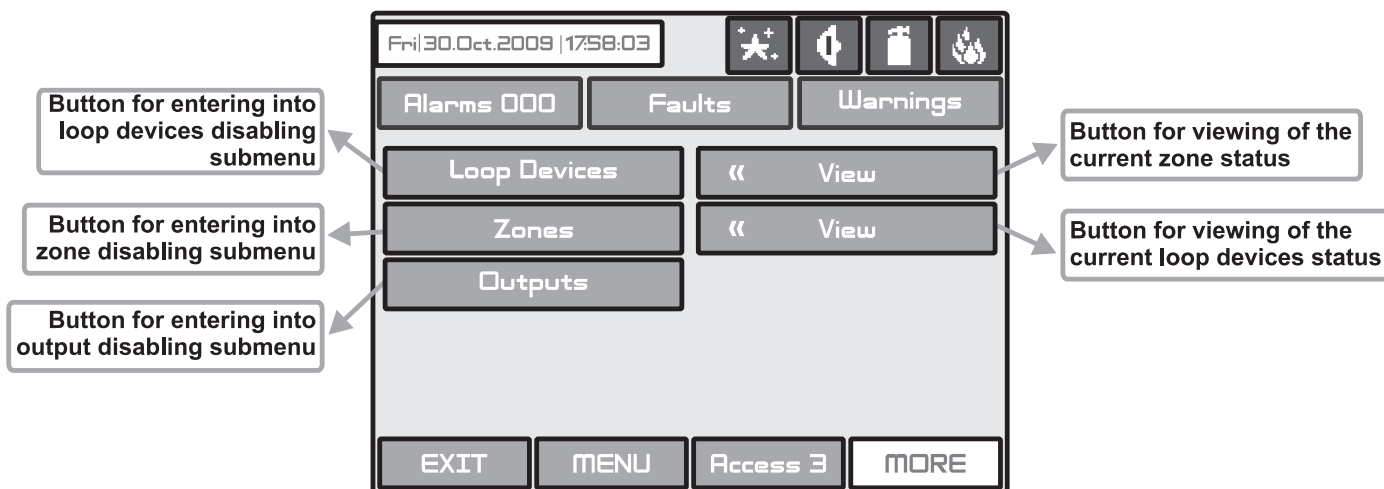 Fri|30.Oct.2009|17:58:03
Alarms 000
Faults
Warnings
Button for entering into
loop devices disabling
submenu
Loop Devices
« View
Button for viewing of the
current zone status
Button for entering into
zone disabling submenu
Zones
« View
Button for viewing of the
current loop devices status
Button for entering into
output disabling submenu
Outputs
EXIT
MENU
Access 3
MORE